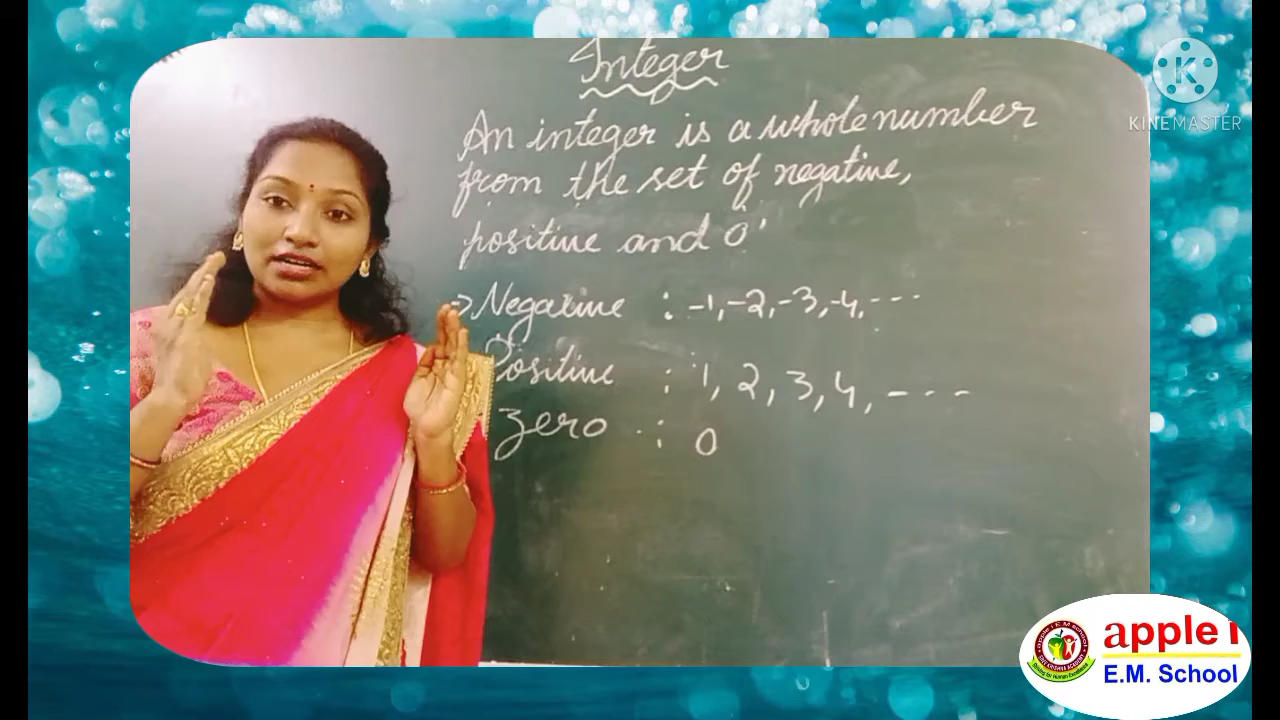 Integer
An integer is a whole number
from the set of negative,
positive and 0'
→ Negative : -1, -2, -3, -4, ---
Positive : 1, 2, 3, 4, ----
zero : 0
K
KINEMASTER
apple i
E.M. School